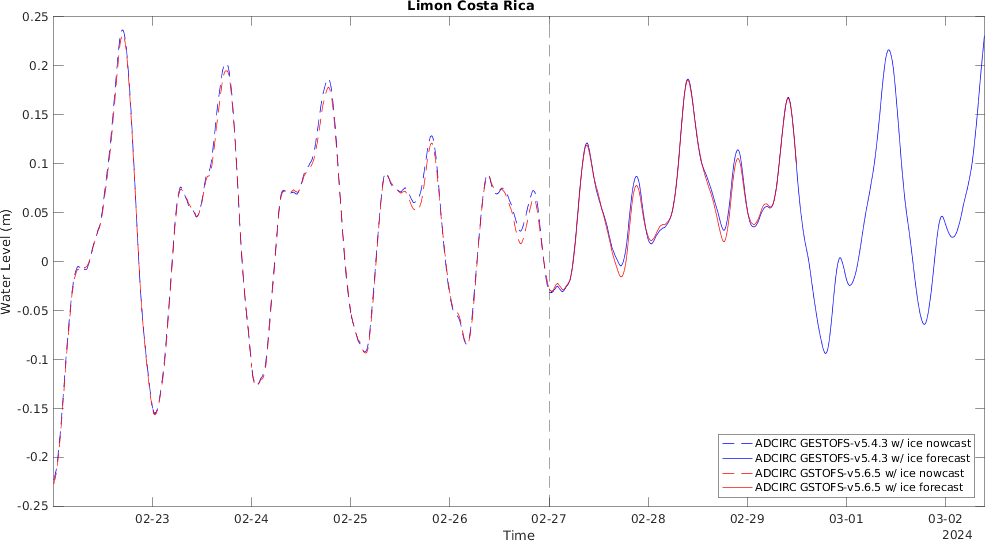 Limon Costa Rica
0.25
0.2
0.15
0.1
0.05
0
-0.05
-0.1
-0.15
-0.2
-0.25
Water Level (m)
02-23 02-24 02-25 02-26 02-27 02-28 02-29 03-01 03-02
Time
2024
ADCIRC GESTOFS-v5.4.3 w/ ice nowcast
ADCIRC GESTOFS-v5.4.3 w/ ice forecast
ADCIRC GSTOFS-v5.6.5 w/ ice nowcast
ADCIRC GSTOFS-v5.6.5 w/ ice forecast